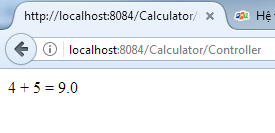 http://localhost:8084/Calculator/
Hệ
localhost:8084/Calculator/Controller
4 + 5 = 9.0